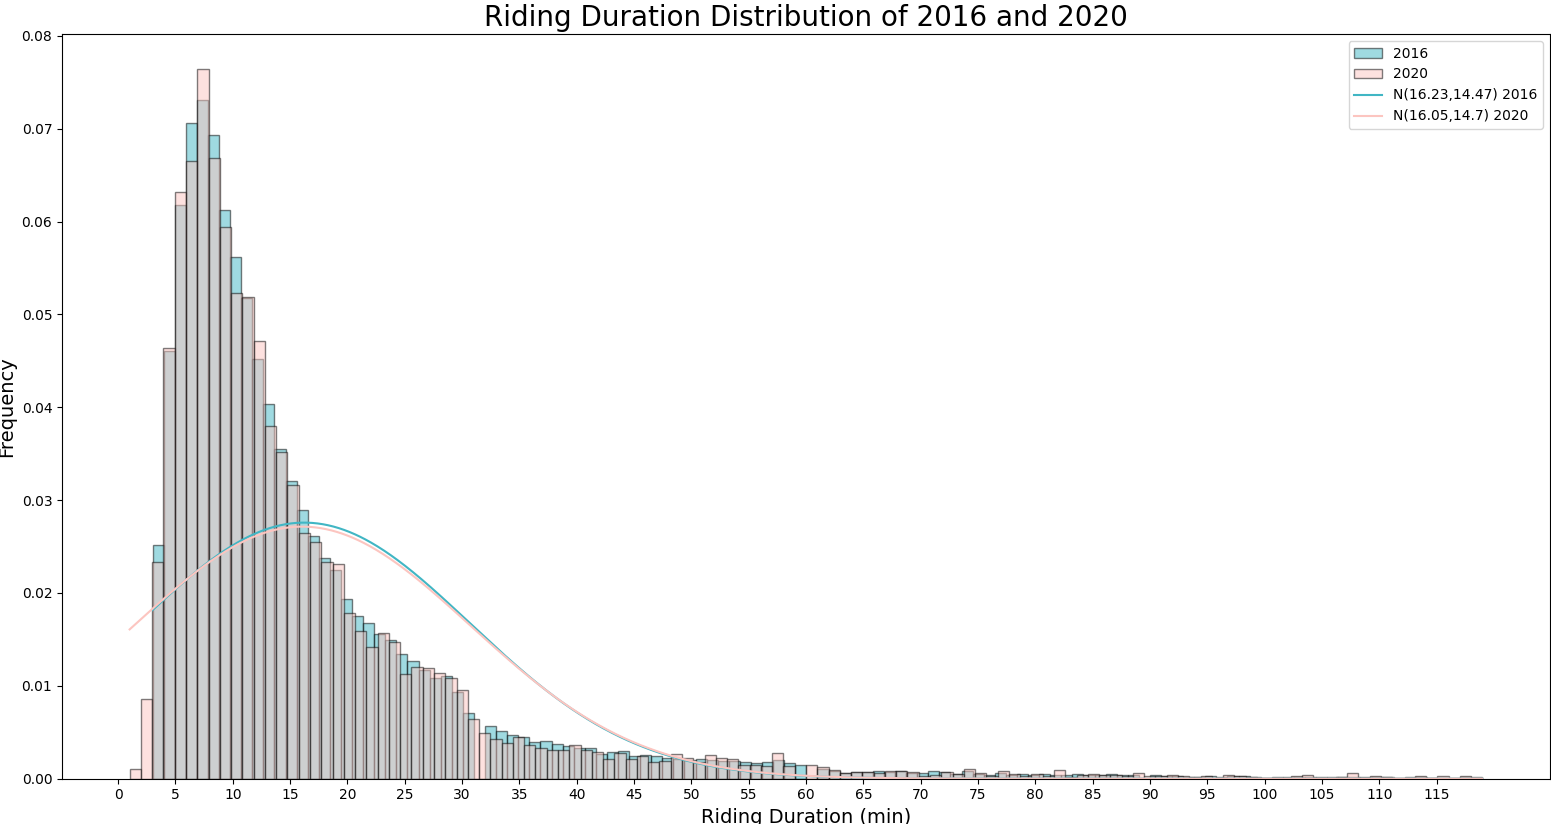 Riding Duration Distribution of 2016 and 2020
0.08
0.07
0.06
0.05
0.04
0.03
0.02
0.01
0.00
Frequency
2016
2020
N(16.23,14.47) 2016
N(16.05,14.7) 2020
0 5 10 15 20 25 30 35 40 45 50 55 60 65 70 75 80 85 90 95 100 105 110 115
Riding Duration (min)